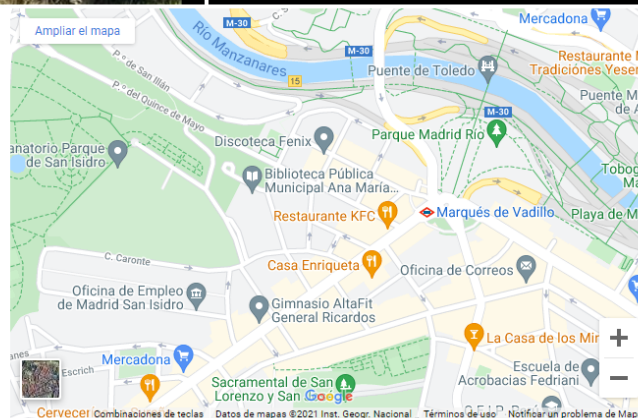 Mercadona
M-30
Ampliar el mapa
Río Manzanares
M-30
Restaurante
Tradiciones
Puente de Toledo
P.º de San Illán
15
P.º del Quince de Mayo
M-30
Puente
Discoteca Fenix
Parque Madrid Río
Parque
de San Isidro
Biblioteca Pública
Municipal Ana María...
Restaurante KFC
Marqués de Vadillo
Playa de M
C. Caronte
Casa Enriqueta
Oficina de Correos
Oficina de Empleo
de Madrid San Isidro
Gimnasio AltaFit
General Ricardos
La Casa de los Mir
Mercadona
Escrich
Escuela de
Acrobacias Fedriani
Sacramental de San
Lorenzo y San
Google
Cervecer
Combinaciones de teclas Datos de mapas ©2021 Inst. Geogr. Nacional Términos de uso Notificar un problema de Maps